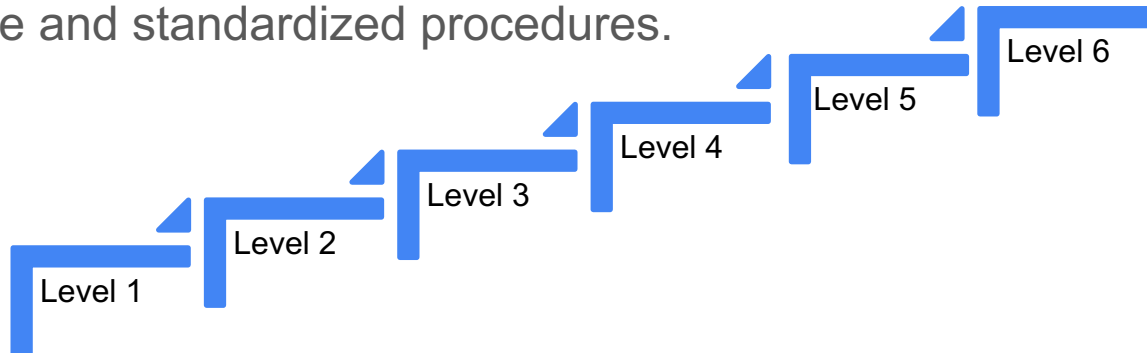 e and standardized procedures.
Level 6
Level 5
Level 4
Level 3
Level 2
Level 1